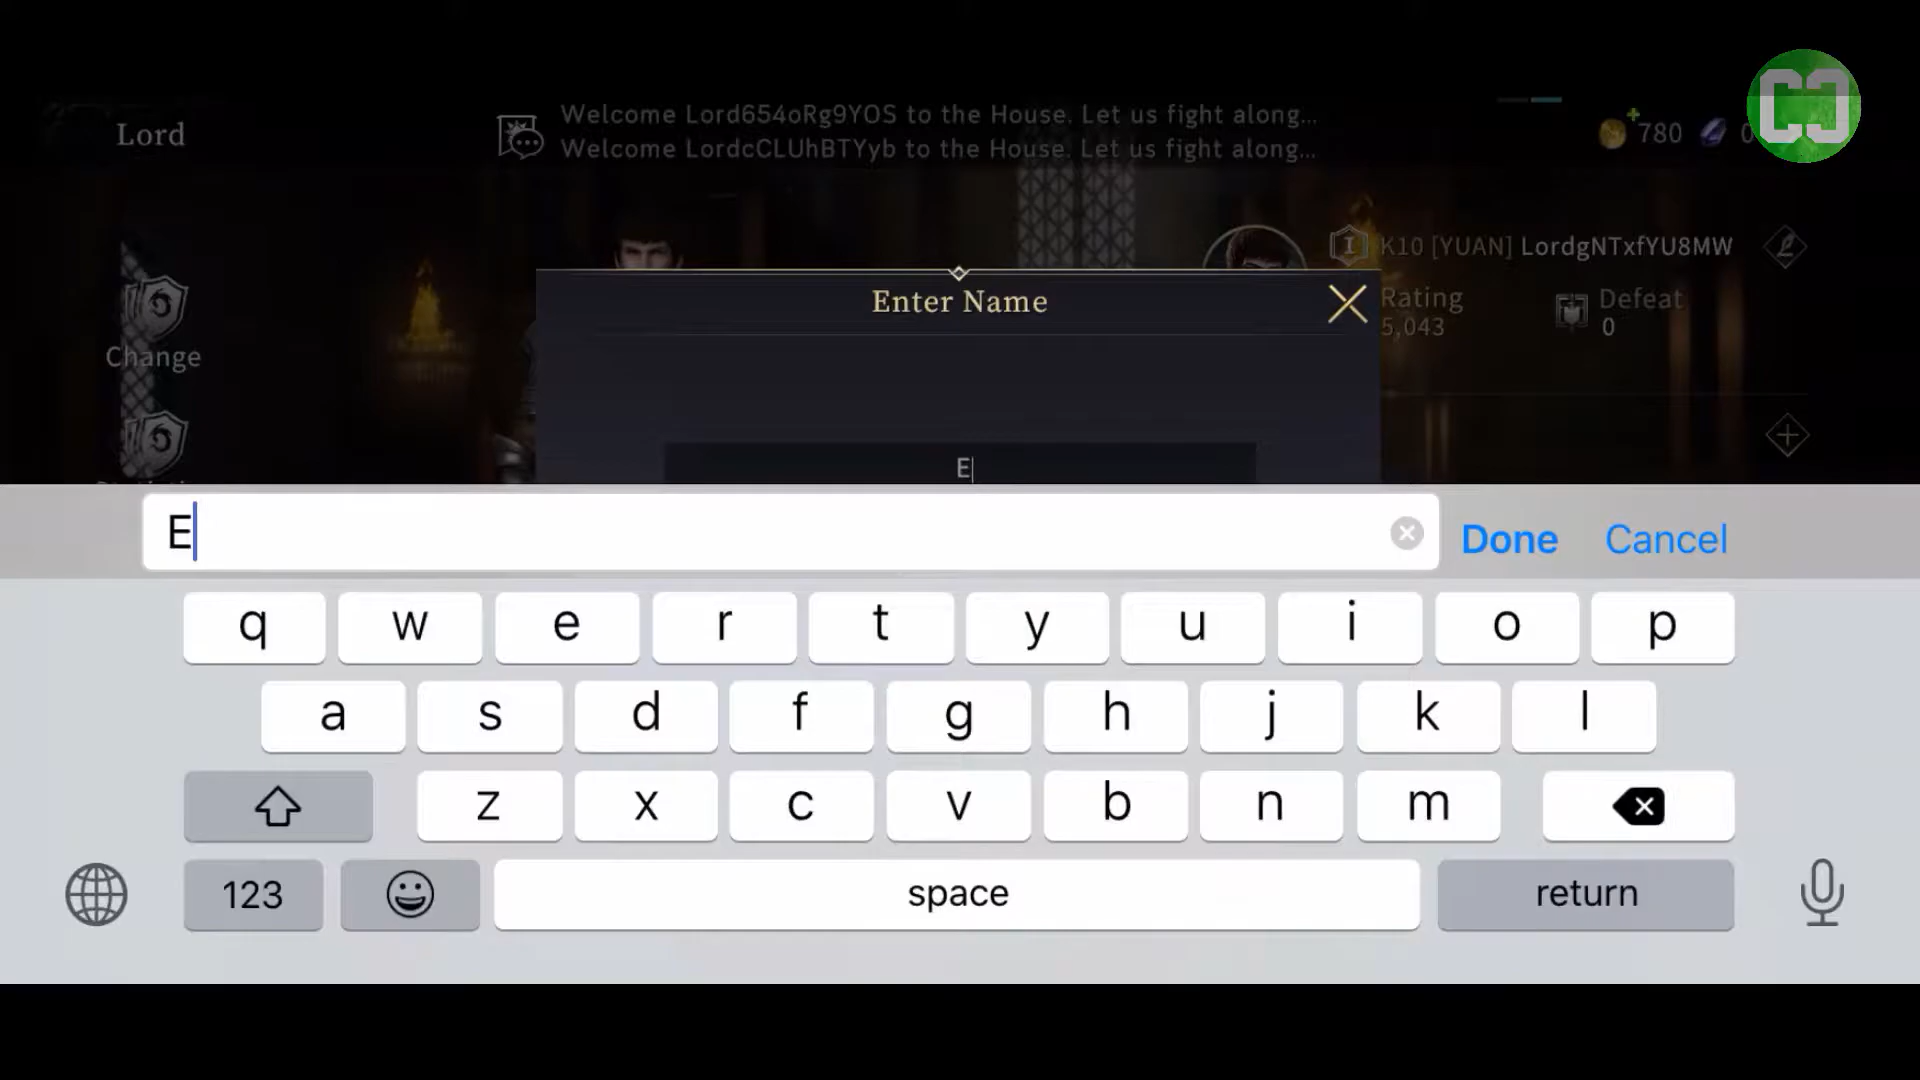 Lord
Welcome Lord654oRg9YOS to the House. Let us fight along...
Welcome LordcCLUhBTYyb to the House. Let us fight along...
780
0
K10 [YUAN] LordgNTxfYU8MW
Rating
5,043
Defeat
0
Change
Enter Name
E
E
Done
Cancel
q w e r t y u i o p
a s d f g h j k l
z x c v b n m
123
space
return